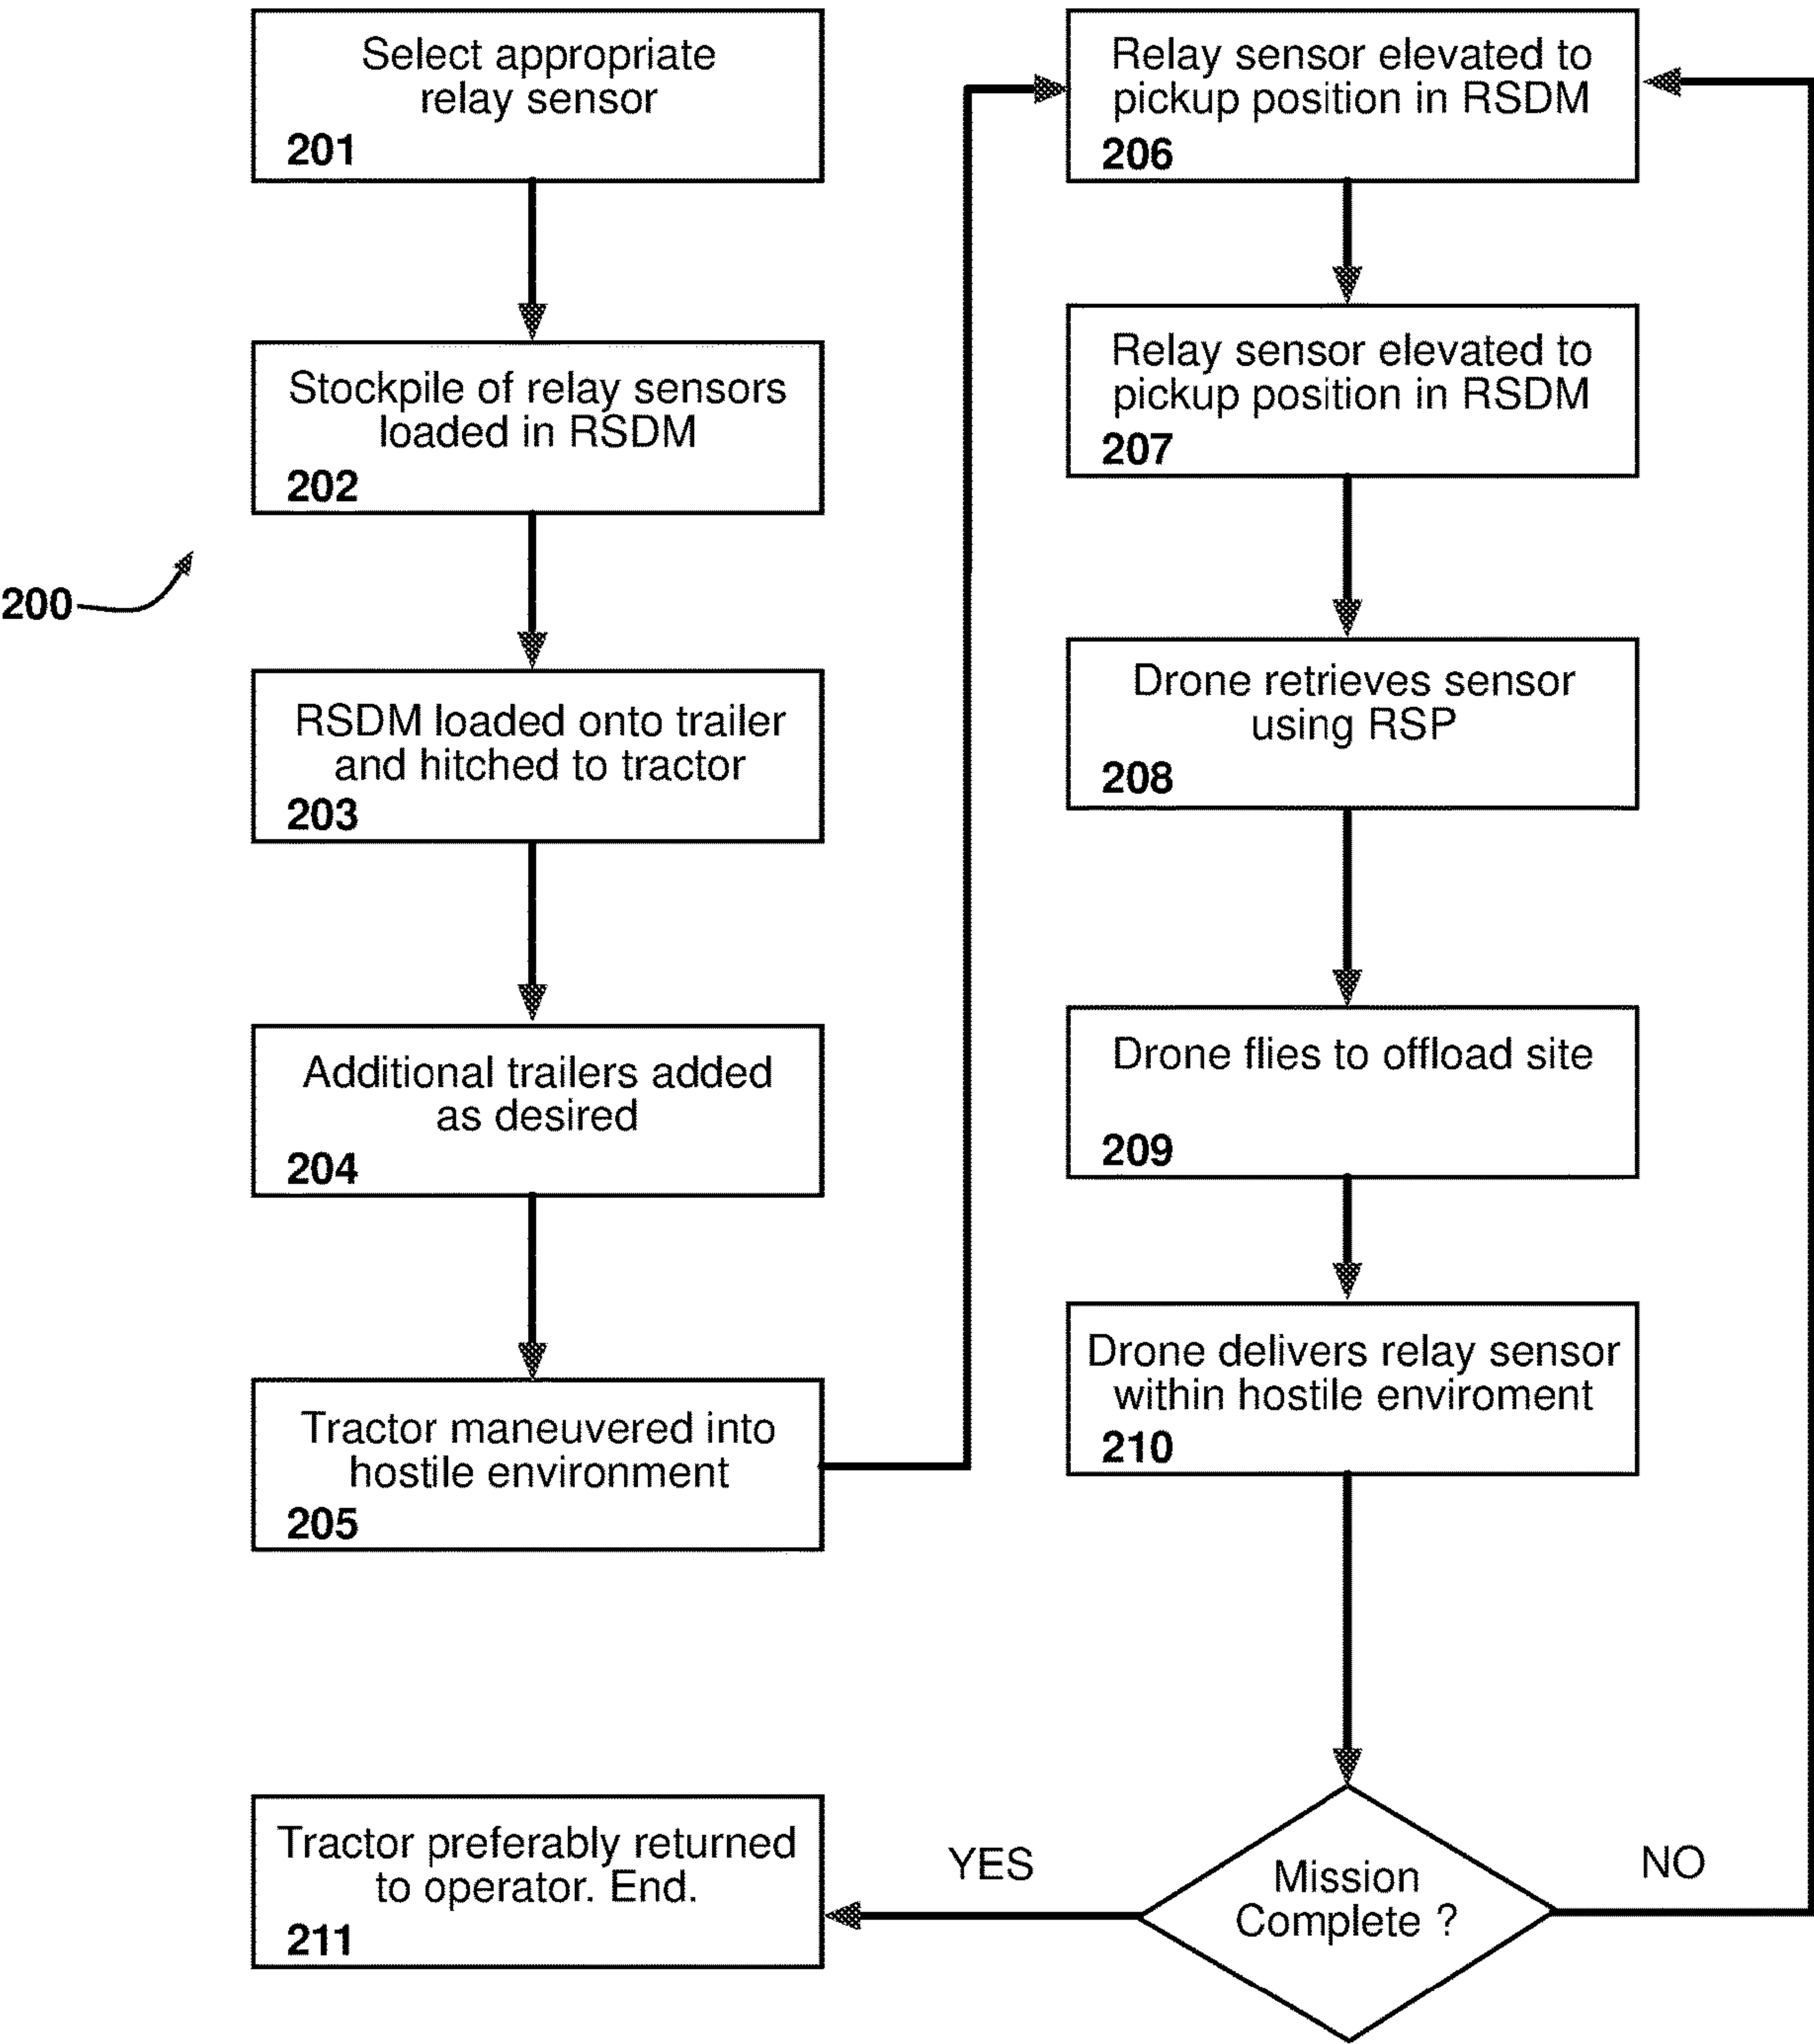 Select appropriate
relay sensor
201
Stockpile of relay sensors
loaded in RSDM
202
200
RSDM loaded onto trailer
and hitched to tractor
203
Additional trailers added
as desired
204
Tractor maneuvered into
hostile environment
205
Relay sensor elevated to
pickup position in RSDM
206
Relay sensor elevated to
pickup position in RSDM
207
Drone retrieves sensor
using RSP
208
Drone flies to offload site
209
Drone delivers relay sensor
within hostile enviroment
210
Mission
Complete ?
NO
YES
Tractor preferably returned
to operator. End.
211